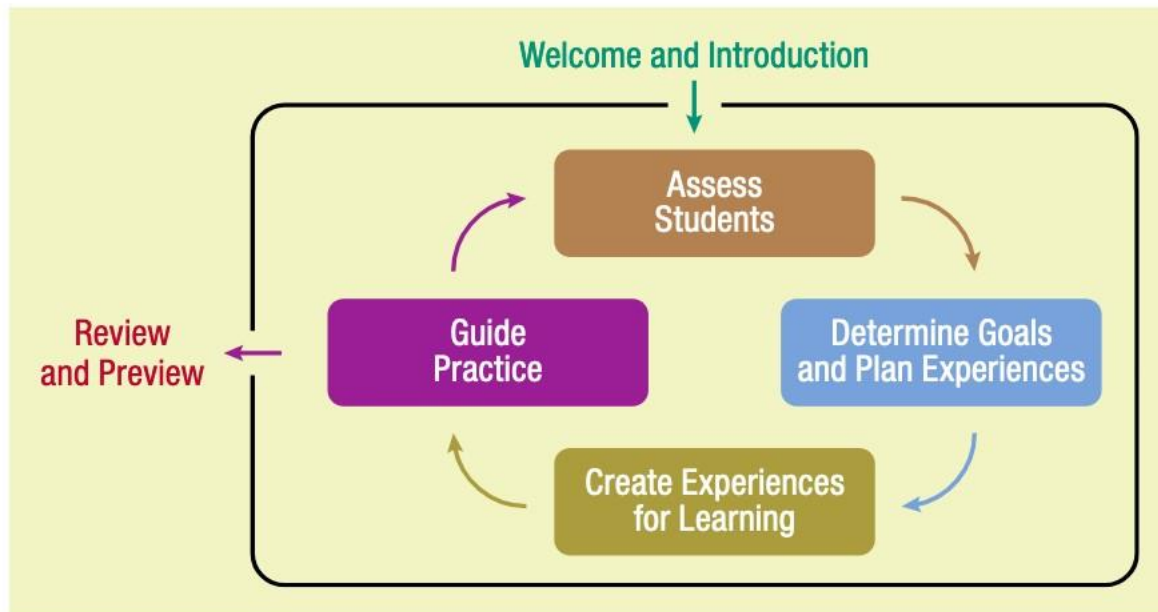 Welcome and Introduction
Assess
Students
Determine Goals
and Plan Experiences
Create Experiences
for Learning
Guide
Practice
Review
and Preview